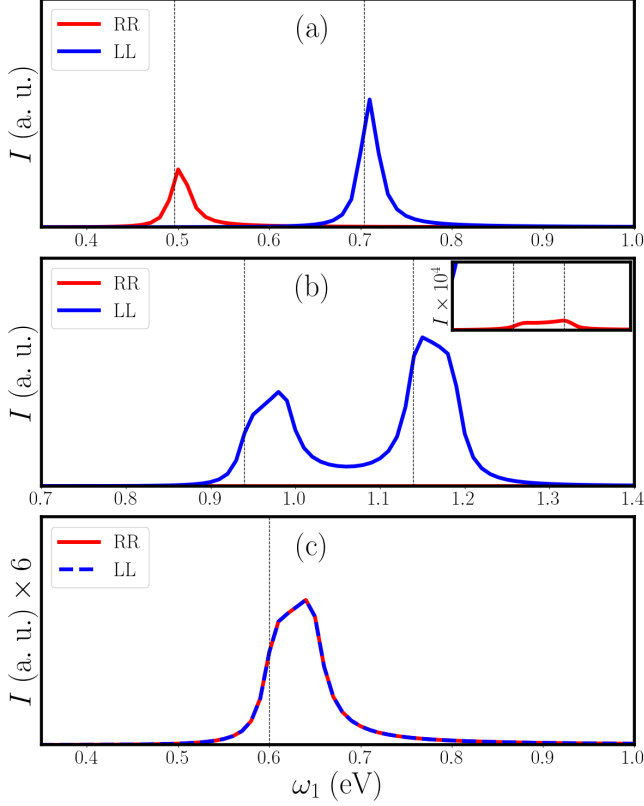 RR
LL
(a)
I (a. u.)
0.4 0.5 0.6 0.7 0.8 0.9 1.0
RR
LL
(b)
I × 10⁴
I (a. u.)
0.7 0.8 0.9 1.0 1.1 1.2 1.3 1.4
RR
LL
(c)
I (a. u.) × 6
0.4 0.5 0.6 0.7 0.8 0.9 1.0
ω₁ (eV)